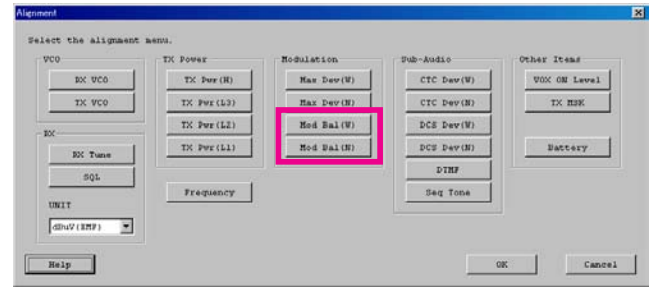 Alignment
Select the alignment menu.
VCO
RX VCO
TX VCO
RX
RX Tune
SQL
UNIT
dBuV(EMF)
TX Power
TX Pwr(H)
TX Pwr(L3)
TX Pwr(L2)
TX Pwr(L1)
Frequency
Modulation
Max Dev(W)
Max Dev(N)
Mod Bal(W)
Mod Bal(N)
Sub-Audio
CTC Dev(W)
CTC Dev(N)
DCS Dev(W)
DCS Dev(N)
DTMF
Seq Tone
Other Items
VOX ON Level
TX MSK
Battery
Help
OK
Cancel